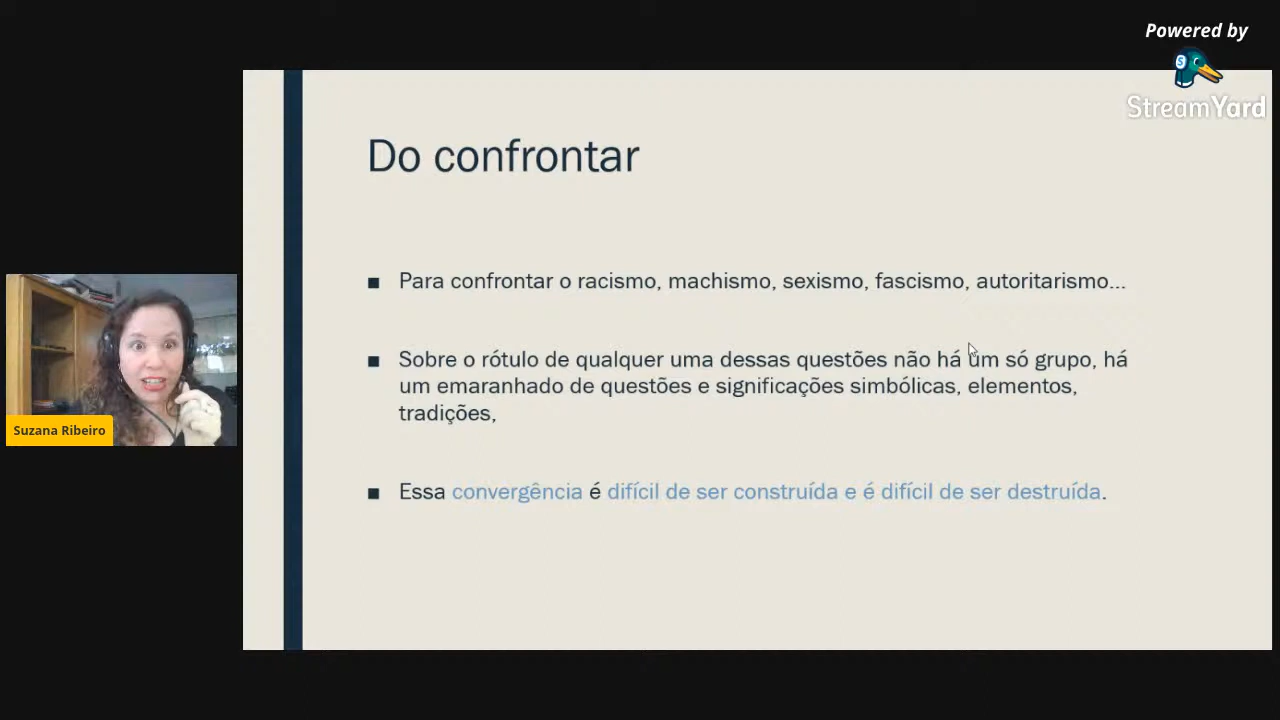 Powered by
StreamYard
Do confrontar
■ Para confrontar o racismo, machismo, sexismo, fascismo, autoritarismo...
■ Sobre o rótulo de qualquer uma dessas questões não há um só grupo, há
um emaranhado de questões e significações simbólicas, elementos,
tradições,
■ Essa convergência é difícil de ser construída e é difícil de ser destruída.
Suzana Ribeiro